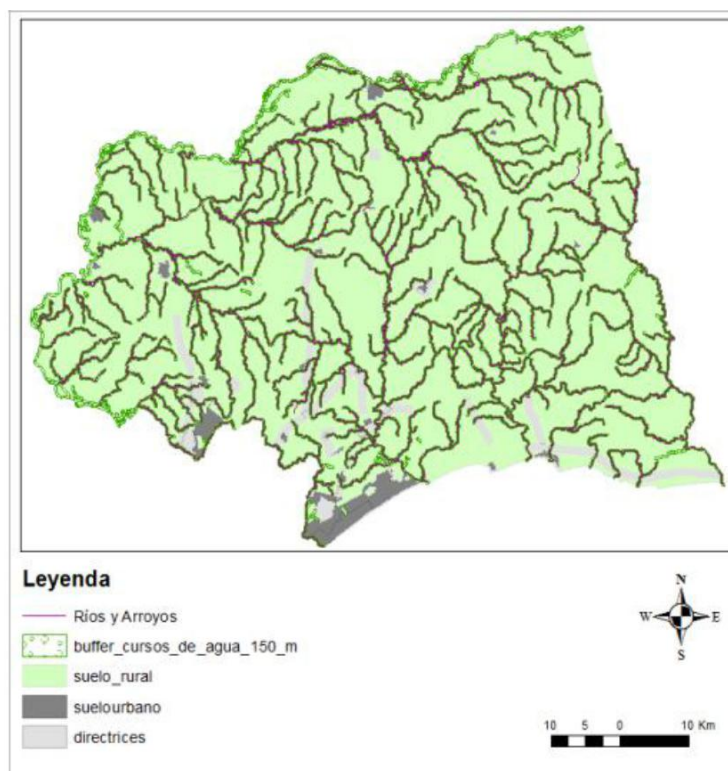 Leyenda
Ríos y Arroyos
buffer_cursos_de_agua_150_m
suelo_rural
suelourbano
directrices
N
W E
S
10 5 0 10 Km